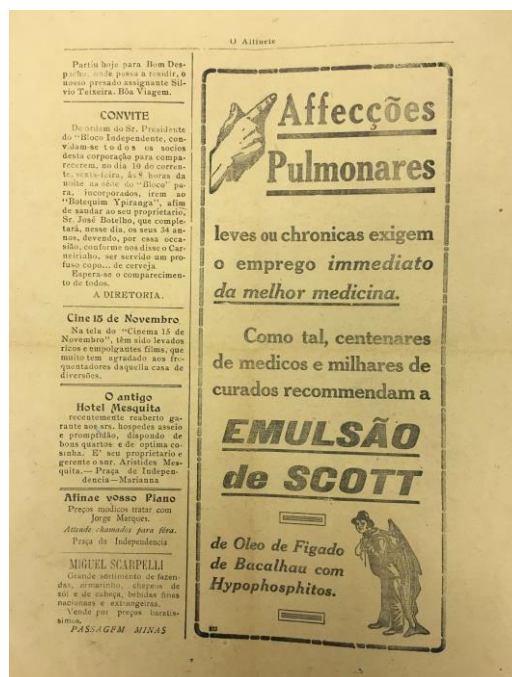 O Alfinete
Partiu hoje para Bom Des-
pacho, onde passa a residir, o
nosso presado assignante Sil-
vio Teixeira. Bôa Viagem.
CONVITE
De ordem do Sr. Presidente
do "Bloco Independente, con-
vidam-se todos os socios
desta corporação para compa-
recerem, no dia 10 do corren-
te, sexta-feira, ás 8 horas da
noite na séde do "Bloco" pa-
ra, incorporados, irem ao
"Botequim Ypiranga", afim
de saudar ao seu proprietario,
Sr. José Botelho, que comple-
tará, nesse dia, os seus 34 an-
nos, devendo, por essa occa-
sião, conforme nos disse o Car-
neirinho, ser servido um pro-
fuso copo... de cerveja
Espera-se o comparecimen-
to de todos.
A DIRETORIA.
Cine 15 de Novembro
Na tela do "Cinema 15 de
Novembro", têm sido levados
ricos e empolgantes films, que
muito tem agradado aos fre-
quentadores daquella casa de
diversões.
O antigo
Hotel Mesquita
recentemente reaberto ga-
rante aos srs. hospedes asseio
e promptidão, dispondo de
bons quartos e de optima co-
sinha. E' seu proprietario e
gerente o snr. Aristides Mes-
quita.— Praça de Indepen-
dencia—Marianna
Afinae vosso Piano
Preços modicos tratar com
Jorge Marques.
Attende chamados para fóra.
Praça da Independencia
MIGUEL SCARPELLI
Grande sortimento de fazen-
das, armarinho, chapeus de
sól e de cabeça, bebidas finas
nacionaes e extrangeiras.
Vende por preços baratis-
simos.
PASSAGEM MINAS
Affecções
Pulmonares
leves ou chronicas exigem
o emprego immediato
da melhor medicina.
Como tal, centenares
de medicos e milhares de
curados recommendam a
EMULSÃO
de SCOTT
de Oleo de Figado
de Bacalhau com
Hypophosphitos.